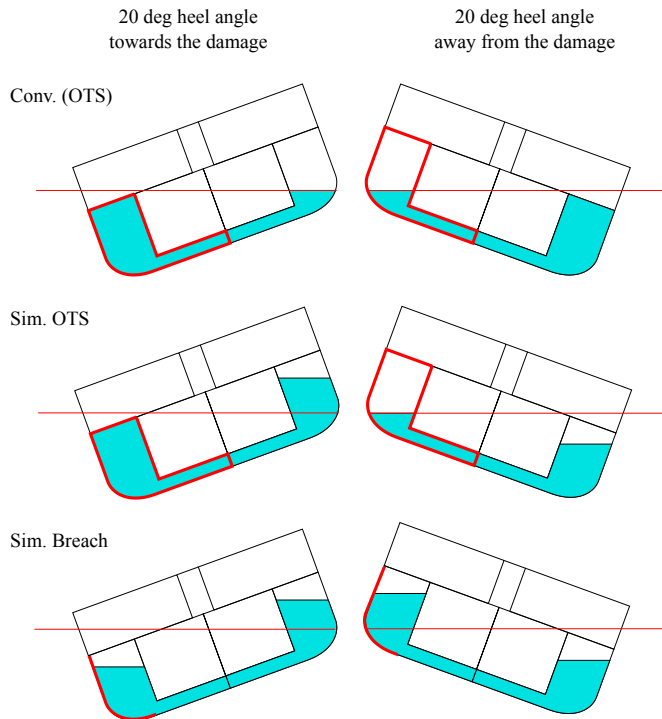 20 deg heel angle
towards the damage
20 deg heel angle
away from the damage
Conv. (OTS)
Sim. OTS
Sim. Breach